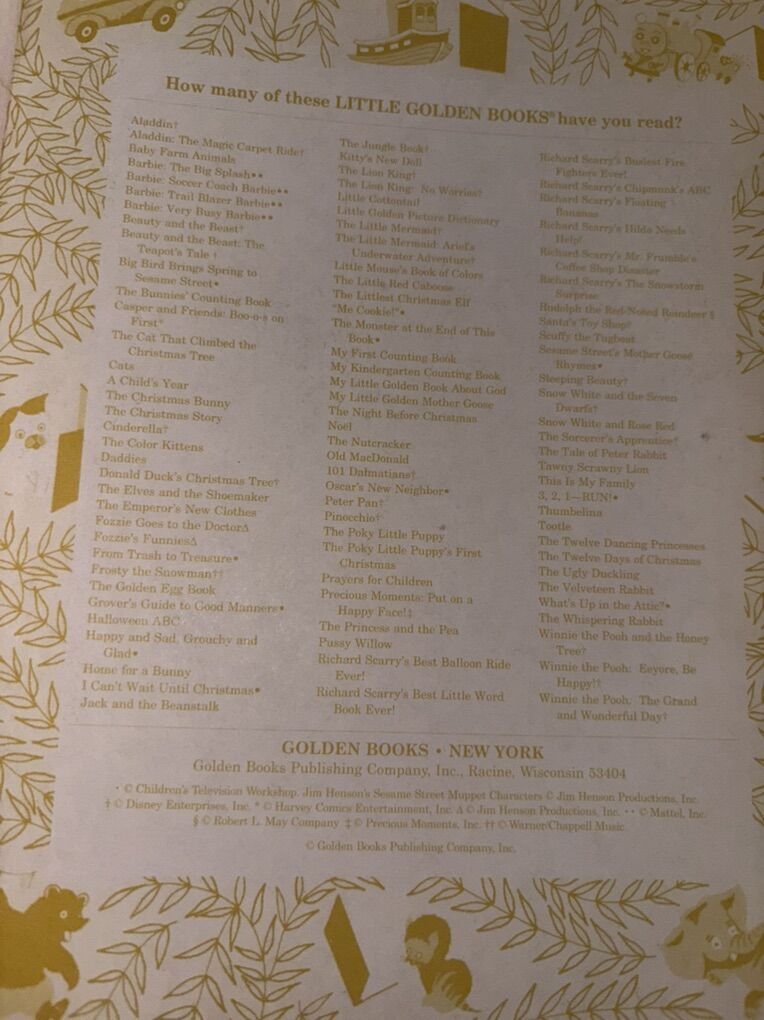 How many of these LITTLE GOLDEN BOOKS® have you read?
Aladdin†
Aladdin: The Magic Carpet Ride†
Baby Farm Animals
Barbie: The Big Splash••
Barbie: Soccer Coach Barbie••
Barbie: Trail Blazer Barbie••
Barbie: Very Busy Barbie••
Beauty and the Beast†
Beauty and the Beast: The
Teapot's Tale †
Big Bird Brings Spring to
Sesame Street•
The Bunnies' Counting Book
Casper and Friends: Boo-o-s on
First*
The Cat That Climbed the
Christmas Tree
Cats
A Child's Year
The Christmas Bunny
The Christmas Story
Cinderella†
The Color Kittens
Daddies
Donald Duck's Christmas Tree†
The Elves and the Shoemaker
The Emperor's New Clothes
Fozzie Goes to the Doctor∆
Fozzie's Funnies∆
From Trash to Treasure•
Frosty the Snowman††
The Golden Egg Book
Grover's Guide to Good Manners•
Halloween ABC
Happy and Sad, Grouchy and
Glad•
Home for a Bunny
I Can't Wait Until Christmas•
Jack and the Beanstalk
The Jungle Book†
Kitty's New Doll
The Lion King†
The Lion King: No Worries†
Little Cottontail
Little Golden Picture Dictionary
The Little Mermaid†
The Little Mermaid: Ariel's
Underwater Adventure†
Little Mouse's Book of Colors
The Little Red Caboose
The Littlest Christmas Elf
"Me Cookie!"•
The Monster at the End of This
Book•
My First Counting Book
My Kindergarten Counting Book
My Little Golden Book About God
My Little Golden Mother Goose
The Night Before Christmas
Noel
The Nutcracker
Old MacDonald
101 Dalmatians†
Oscar's New Neighbor•
Peter Pan†
Pinocchio†
The Poky Little Puppy
The Poky Little Puppy's First
Christmas
Prayers for Children
Precious Moments: Put on a
Happy Face!‡
The Princess and the Pea
Pussy Willow
Richard Scarry's Best Balloon Ride
Ever!
Richard Scarry's Best Little Word
Book Ever!
Richard Scarry's Busiest Fire
Fighters Ever!
Richard Scarry's Chipmunk's ABC
Richard Scarry's Floating
Bananas
Richard Scarry's Hilda Needs
Help!
Richard Scarry's Mr. Frumble's
Coffee Shop Disaster
Richard Scarry's The Snowstorm
Surprise
Rudolph the Red-Nosed Reindeer §
Santa's Toy Shop†
Scuffy the Tugboat
Sesame Street's Mother Goose
Rhymes•
Sleeping Beauty†
Snow White and the Seven
Dwarfs†
Snow White and Rose Red
The Sorcerer's Apprentice†
The Tale of Peter Rabbit
Tawny Scrawny Lion
This Is My Family
3, 2, 1—RUN!•
Thumbelina
Tootle
The Twelve Dancing Princesses
The Twelve Days of Christmas
The Ugly Duckling
The Velveteen Rabbit
What's Up in the Attic?•
The Whispering Rabbit
Winnie the Pooh and the Honey
Tree†
Winnie the Pooh: Eeyore, Be
Happy!†
Winnie the Pooh: The Grand
and Wonderful Day†
GOLDEN BOOKS • NEW YORK
Golden Books Publishing Company, Inc., Racine, Wisconsin 53404
• © Children's Television Workshop. Jim Henson's Sesame Street Muppet Characters © Jim Henson Productions, Inc.
† © Disney Enterprises, Inc. * © Harvey Comics Entertainment, Inc. ∆ © Jim Henson Productions, Inc. •• © Mattel, Inc.
§ © Robert L. May Company ‡ © Precious Moments, Inc. †† © Warner/Chappell Music
© Golden Books Publishing Company, Inc.